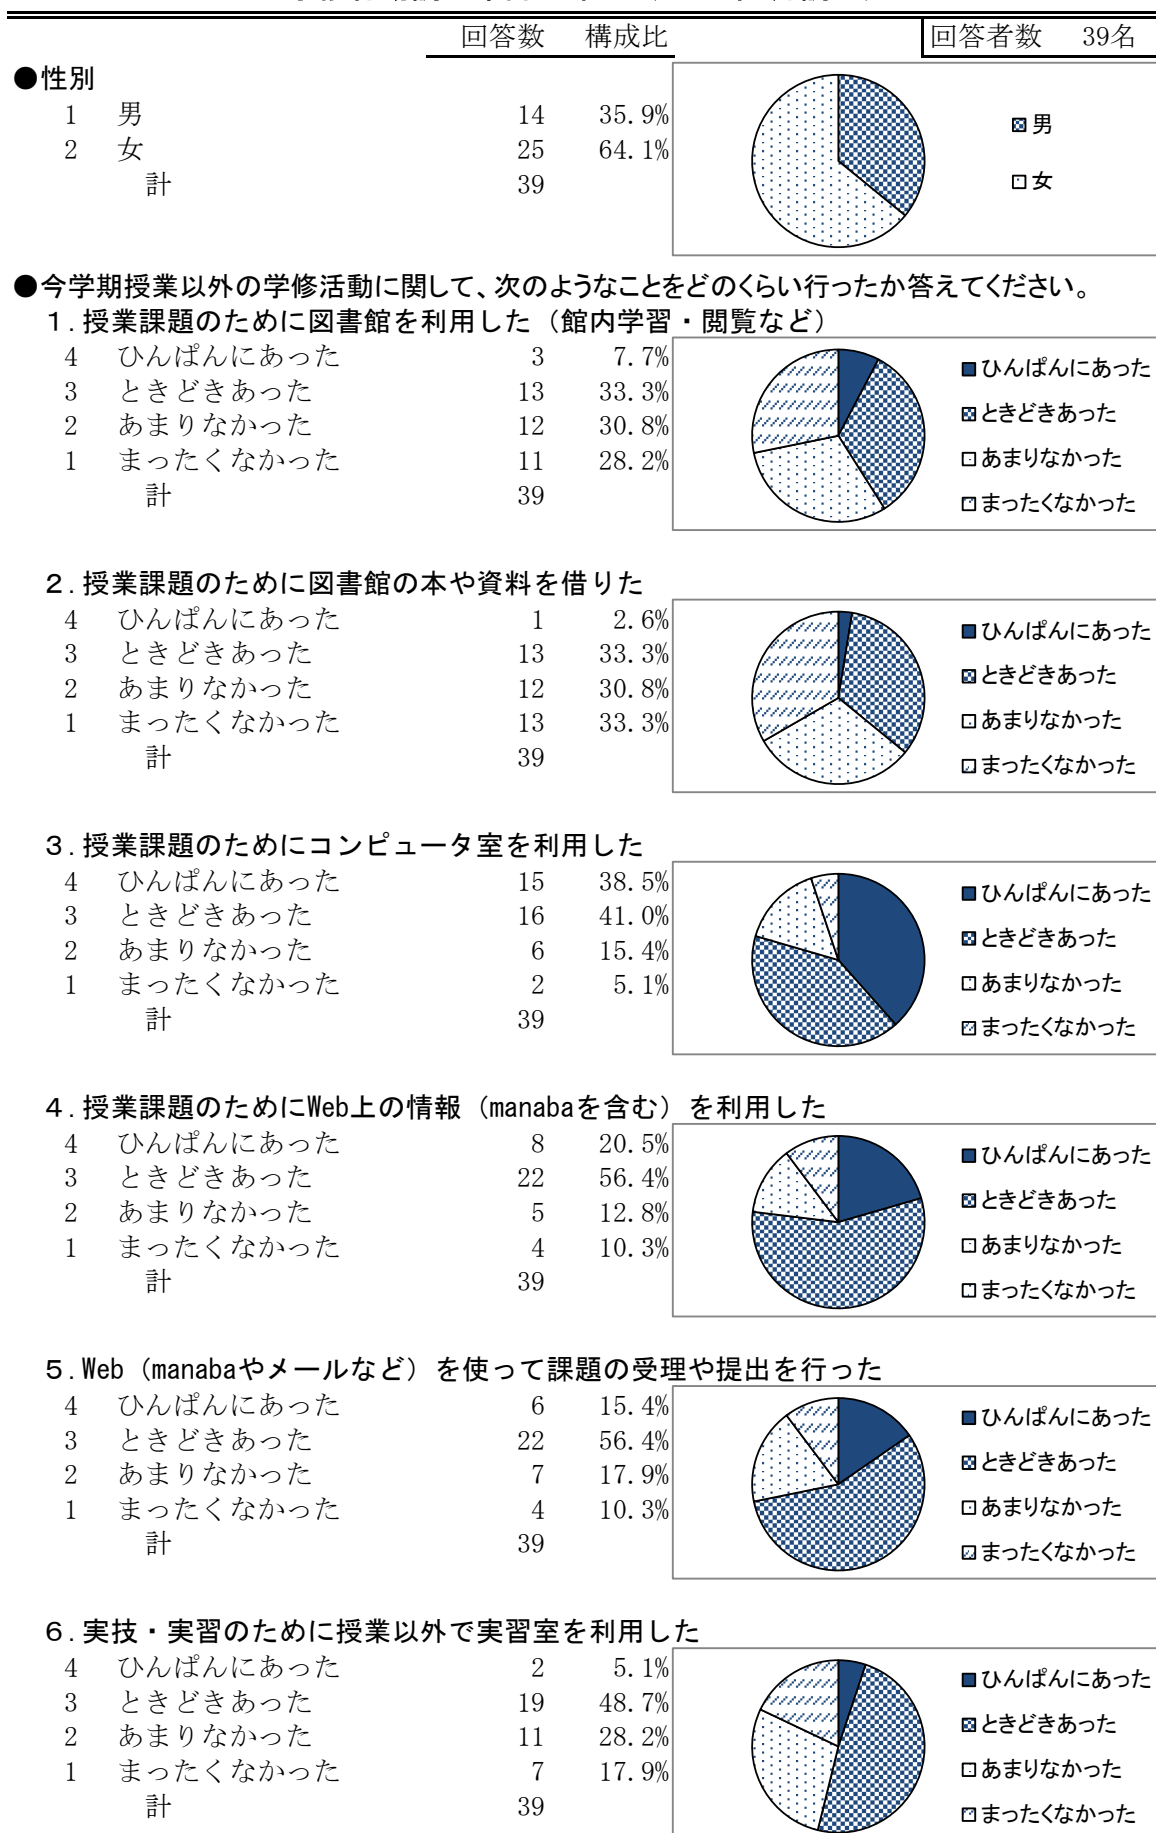 回答数 構成比 回答者数 39名
●性別
1 男 14 35.9%
2 女 25 64.1%
計 39
男
女
●今学期授業以外の学修活動に関して、次のようなことをどのくらい行ったか答えてください。
１.授業課題のために図書館を利用した（館内学習・閲覧など）
4 ひんぱんにあった 3 7.7%
3 ときどきあった 13 33.3%
2 あまりなかった 12 30.8%
1 まったくなかった 11 28.2%
計 39
ひんぱんにあった
ときどきあった
あまりなかった
まったくなかった
２.授業課題のために図書館の本や資料を借りた
4 ひんぱんにあった 1 2.6%
3 ときどきあった 13 33.3%
2 あまりなかった 12 30.8%
1 まったくなかった 13 33.3%
計 39
ひんぱんにあった
ときどきあった
あまりなかった
まったくなかった
３.授業課題のためにコンピュータ室を利用した
4 ひんぱんにあった 15 38.5%
3 ときどきあった 16 41.0%
2 あまりなかった 6 15.4%
1 まったくなかった 2 5.1%
計 39
ひんぱんにあった
ときどきあった
あまりなかった
まったくなかった
４.授業課題のためにWeb上の情報（manabaを含む）を利用した
4 ひんぱんにあった 8 20.5%
3 ときどきあった 22 56.4%
2 あまりなかった 5 12.8%
1 まったくなかった 4 10.3%
計 39
ひんぱんにあった
ときどきあった
あまりなかった
まったくなかった
５.Web（manabaやメールなど）を使って課題の受理や提出を行った
4 ひんぱんにあった 6 15.4%
3 ときどきあった 22 56.4%
2 あまりなかった 7 17.9%
1 まったくなかった 4 10.3%
計 39
ひんぱんにあった
ときどきあった
あまりなかった
まったくなかった
６.実技・実習のために授業以外で実習室を利用した
4 ひんぱんにあった 2 5.1%
3 ときどきあった 19 48.7%
2 あまりなかった 11 28.2%
1 まったくなかった 7 17.9%
計 39
ひんぱんにあった
ときどきあった
あまりなかった
まったくなかった